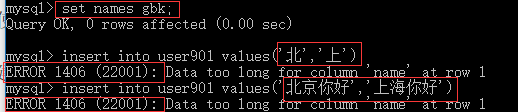 mysql> set names gbk;
Query OK, 0 rows affected (0.00 sec)
mysql> insert into user901 values('北','上')
ERROR 1406 (22001): Data too long for column 'name' at row 1
mysql> insert into user901 values('北京你好','上海你好')
ERROR 1406 (22001): Data too long for column 'name' at row 1